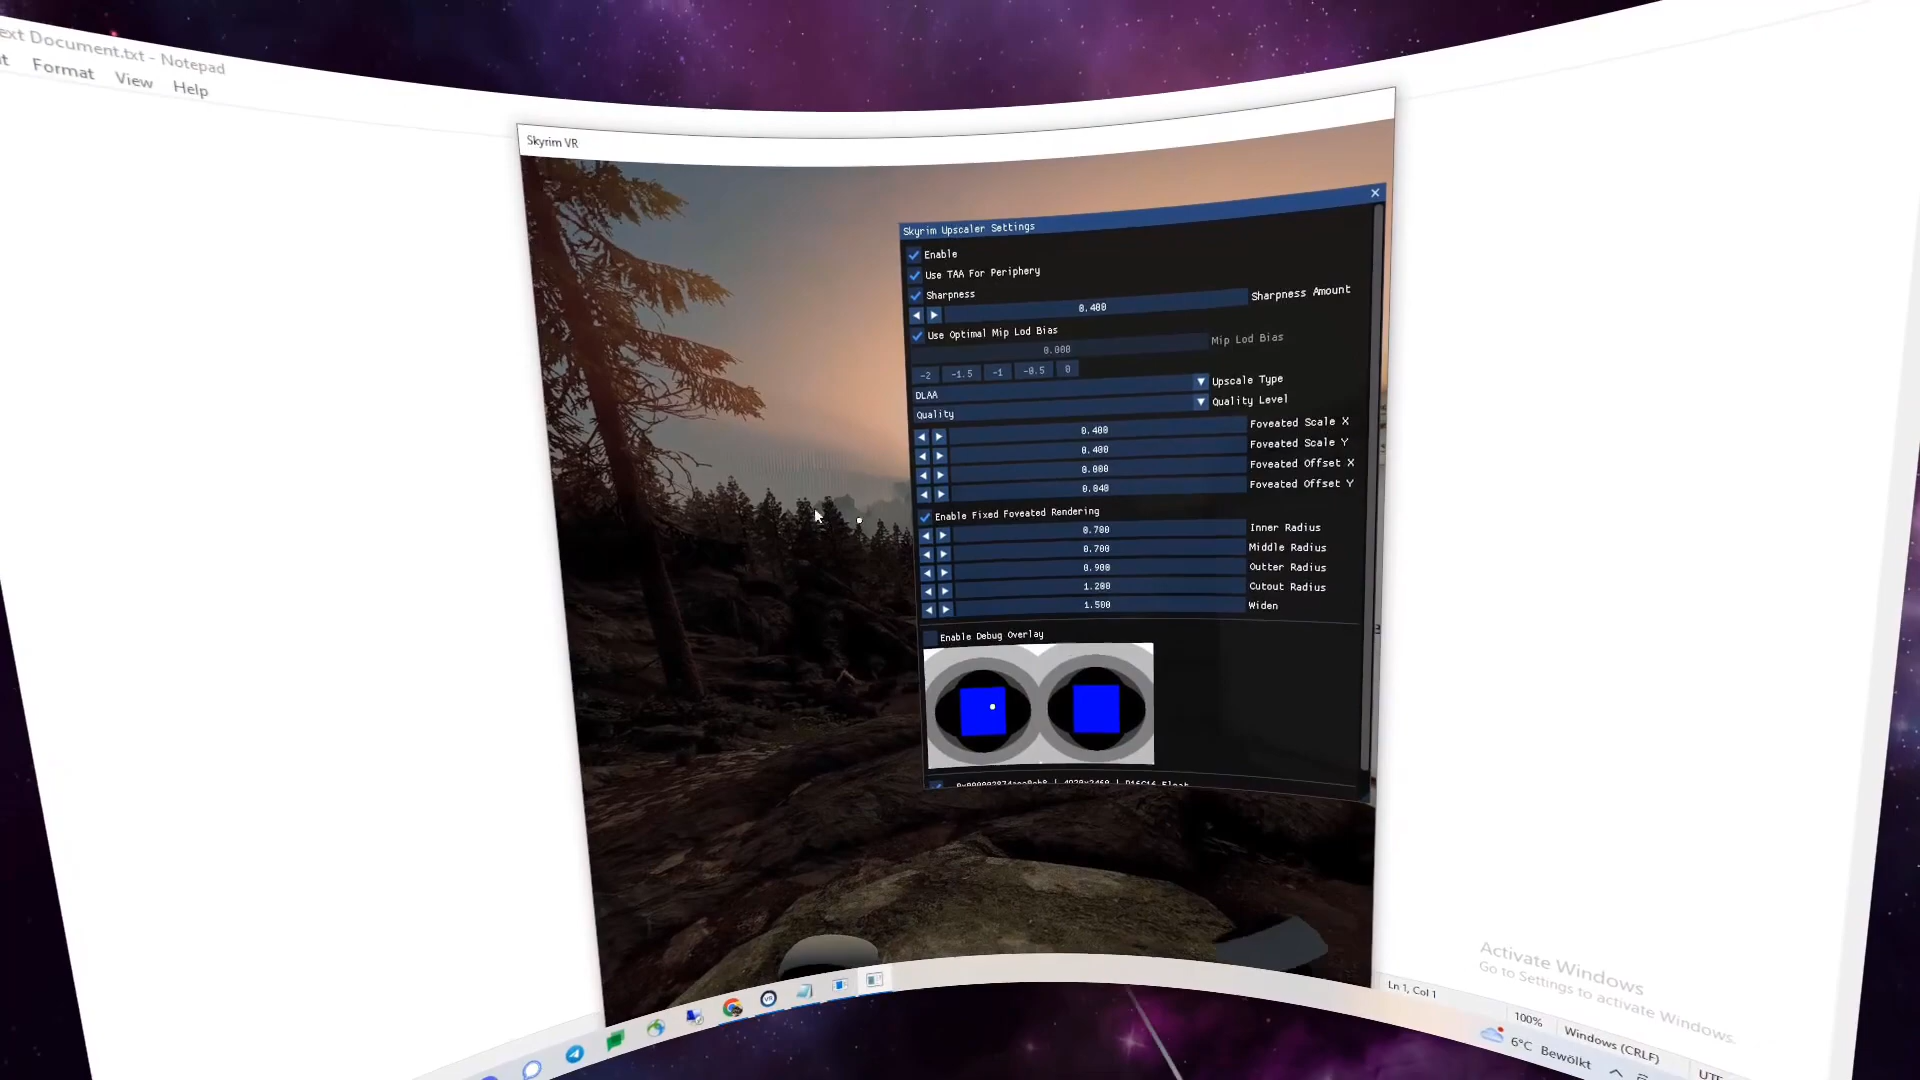 ext Document.txt - Notepad
Format View Help
Skyrim VR
Skyrim Upscaler Settings
Enable
Use TAA For Periphery
Sharpness
0.400 Sharpness Amount
Use Optimal Mip Lod Bias
0.000 Mip Lod Bias
-2 -1.5 -1 -0.5 0
DLAA Upscale Type
Quality Quality Level
0.400 Foveated Scale X
0.400 Foveated Scale Y
0.000 Foveated Offset X
0.040 Foveated Offset Y
Enable Fixed Foveated Rendering
0.700 Inner Radius
0.700 Middle Radius
0.900 Outter Radius
1.280 Cutout Radius
1.500 Widen
Enable Debug Overlay
Activate Windows
Go to Settings to activate Windows.
Ln 1, Col 1
100% Windows (CRLF) UTF
6°C Bewölkt